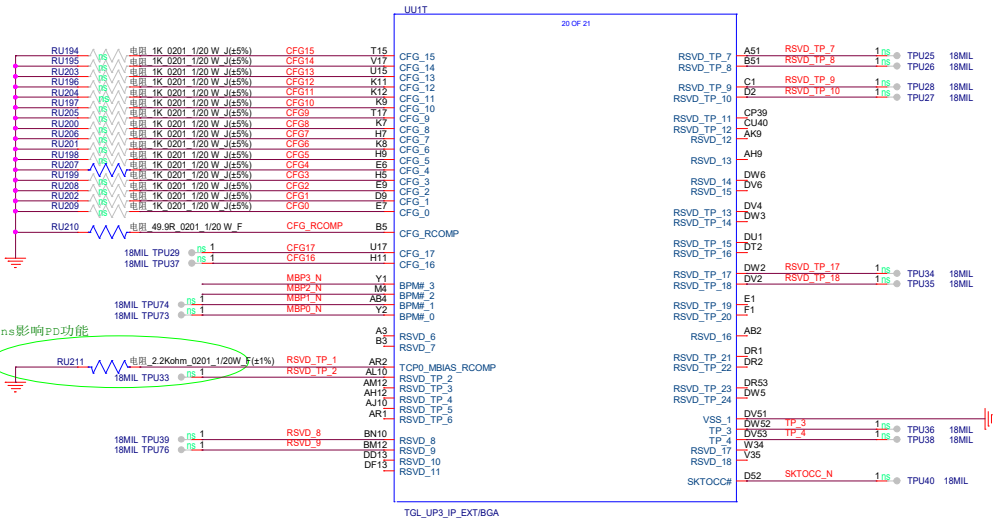 UU1T
20 OF 21
RU194 ns 电阻_1K_0201_1/20 W_J(±5%) CFG15 T15 CFG_15
RU195 ns 电阻_1K_0201_1/20 W_J(±5%) CFG14 V17 CFG_14
RU203 ns 电阻_1K_0201_1/20 W_J(±5%) CFG13 U15 CFG_13
RU196 ns 电阻_1K_0201_1/20 W_J(±5%) CFG12 K11 CFG_12
RU204 ns 电阻_1K_0201_1/20 W_J(±5%) CFG11 K12 CFG_11
RU197 ns 电阻_1K_0201_1/20 W_J(±5%) CFG10 K9 CFG_10
RU205 ns 电阻_1K_0201_1/20 W_J(±5%) CFG9 T17 CFG_9
RU200 ns 电阻_1K_0201_1/20 W_J(±5%) CFG8 K7 CFG_8
RU206 ns 电阻_1K_0201_1/20 W_J(±5%) CFG7 H7 CFG_7
RU201 ns 电阻_1K_0201_1/20 W_J(±5%) CFG6 K8 CFG_6
RU198 ns 电阻_1K_0201_1/20 W_J(±5%) CFG5 H9 CFG_5
RU207 电阻_1K_0201_1/20 W_J(±5%) CFG4 E6 CFG_4
RU199 ns 电阻_1K_0201_1/20 W_J(±5%) CFG3 H5 CFG_3
RU208 ns 电阻_1K_0201_1/20 W_J(±5%) CFG2 E9 CFG_2
RU202 ns 电阻_1K_0201_1/20 W_J(±5%) CFG1 D9 CFG_1
RU209 ns 电阻_1K_0201_1/20 W_J(±5%) CFG0 E7 CFG_0
RU210 电阻_49.9R_0201_1/20 W_F CFG_RCOMP B5 CFG_RCOMP
18MIL TPU29 ns 1 CFG17 U17 CFG_17
18MIL TPU37 ns 1 CFG16 H11 CFG_16
MBP3_N Y1 BPM#_3
MBP2_N M4 BPM#_2
18MIL TPU74 ns 1 MBP1_N AB4 BPM#_1
18MIL TPU73 ns 1 MBP0_N Y2 BPM#_0
A3 RSVD_6
B3 RSVD_7
ns影响PD功能
RU211 电阻_2.2Kohm_0201_1/20W_F(±1%) RSVD_TP_1 AR2 TCP0_MBIAS_RCOMP
18MIL TPU33 ns 1 RSVD_TP_2 AL10 RSVD_TP_2
AM12 RSVD_TP_3
AH12 RSVD_TP_4
AJ10 RSVD_TP_5
AR1 RSVD_TP_6
18MIL TPU39 ns 1 RSVD_8 BN10 RSVD_8
18MIL TPU76 ns 1 RSVD_9 BM12 RSVD_9
DD13 RSVD_10
DF13 RSVD_11
RSVD_TP_7 A51 RSVD_TP_7 1 ns TPU25 18MIL
RSVD_TP_8 B51 RSVD_TP_8 1 ns TPU26 18MIL
RSVD_TP_9 C1 RSVD_TP_9 1 ns TPU28 18MIL
RSVD_TP_10 D2 RSVD_TP_10 1 ns TPU27 18MIL
RSVD_TP_11 CP39
RSVD_TP_12 CU40
RSVD_12 AK9
RSVD_13 AH9
RSVD_14 DW6
RSVD_15 DV6
RSVD_TP_13 DV4
RSVD_TP_14 DW3
RSVD_TP_15 DU1
RSVD_TP_16 DT2
RSVD_TP_17 DW2 RSVD_TP_17 1 ns TPU34 18MIL
RSVD_TP_18 DV2 RSVD_TP_18 1 ns TPU35 18MIL
RSVD_TP_19 E1
RSVD_TP_20 F1
RSVD_16 AB2
RSVD_TP_21 DR1
RSVD_TP_22 DR2
RSVD_TP_23 DR53
RSVD_TP_24 DW5
VSS_1 DV51
TP_3 DW52 TP_3 1 ns TPU36 18MIL
TP_4 DV53 TP_4 1 ns TPU38 18MIL
RSVD_17 W34
RSVD_18 V35
SKTOCC# D52 SKTOCC_N 1 ns TPU40 18MIL
TGL_UP3_IP_EXT/BGA